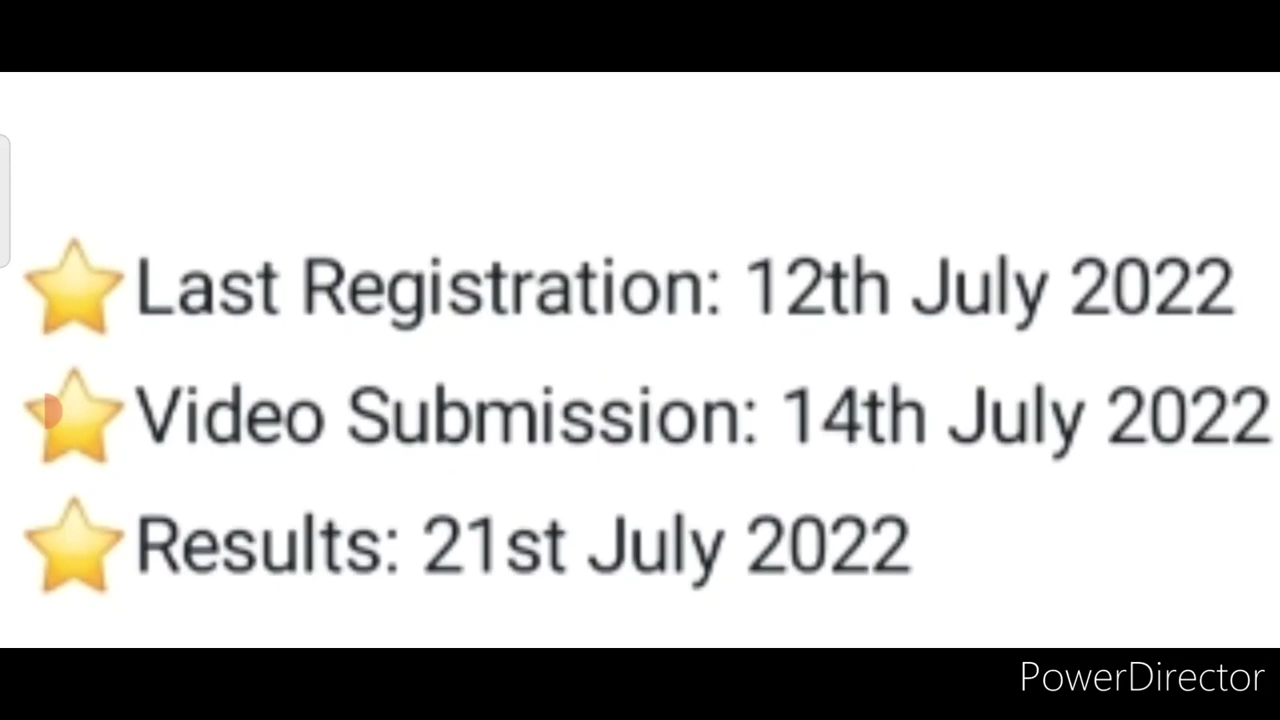 ⭐Last Registration: 12th July 2022
⭐Video Submission: 14th July 2022
⭐Results: 21st July 2022
PowerDirector